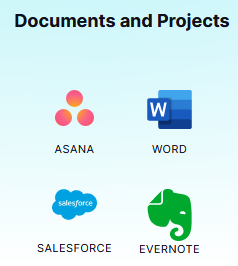 Documents and Projects
W
ASANA
WORD
salesforce
SALESFORCE
EVERNOTE